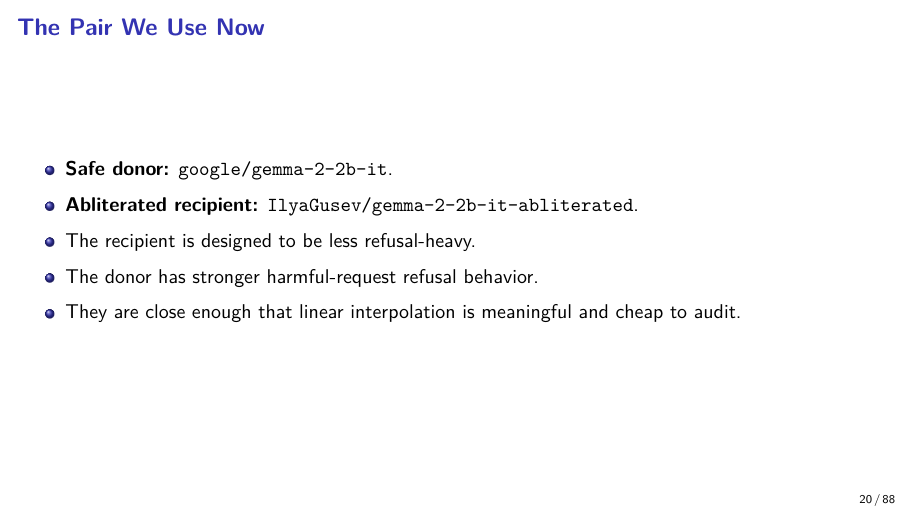 The Pair We Use Now
Safe donor: google/gemma-2-2b-it.
Abliterated recipient: IlyaGusev/gemma-2-2b-it-abliterated.
The recipient is designed to be less refusal-heavy.
The donor has stronger harmful-request refusal behavior.
They are close enough that linear interpolation is meaningful and cheap to audit.
20 / 88